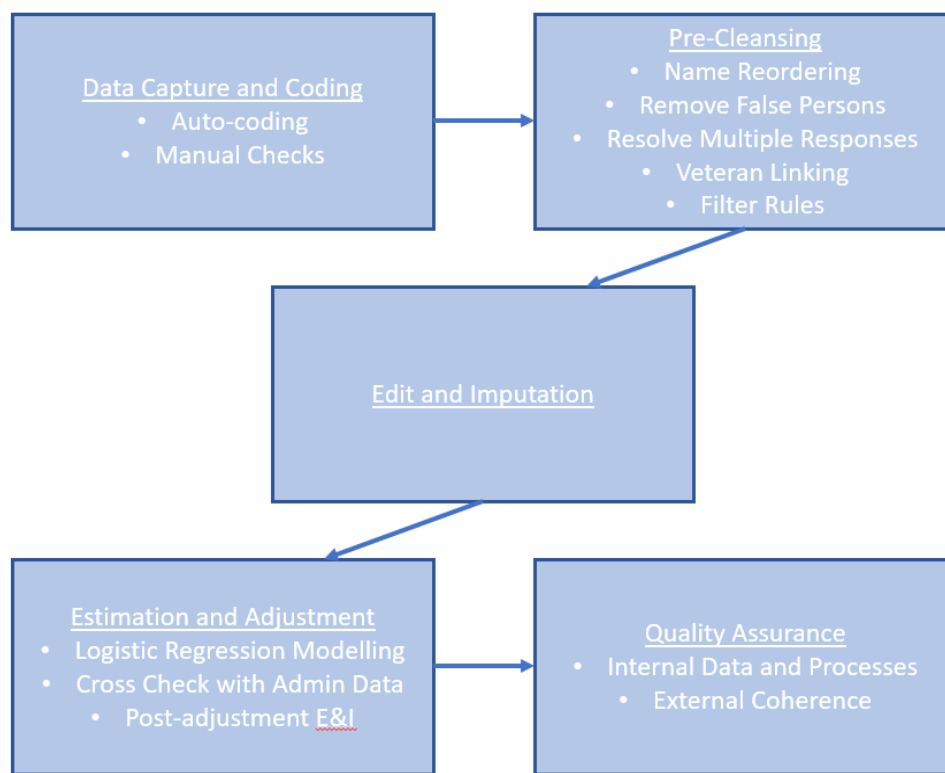 Data Capture and Coding
• Auto-coding
• Manual Checks
Pre-Cleansing
• Name Reordering
• Remove False Persons
• Resolve Multiple Responses
• Veteran Linking
• Filter Rules
Edit and Imputation
Estimation and Adjustment
• Logistic Regression Modelling
• Cross Check with Admin Data
• Post-adjustment E&I
Quality Assurance
• Internal Data and Processes
• External Coherence